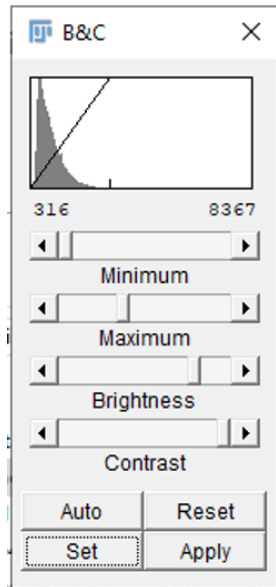 B&C
316 8367
Minimum
Maximum
Brightness
Contrast
Auto Reset
Set Apply